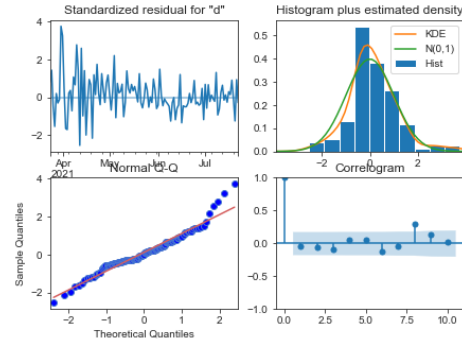 Standardized residual for "d"
4
2
0
−2
Apr
2021
May
Jun
Jul
Histogram plus estimated density
KDE
N(0,1)
Hist
0.5
0.4
0.3
0.2
0.1
0.0
−2
0
2
Normal Q-Q
Sample Quantiles
4
2
0
−2
−2
−1
0
1
2
Theoretical Quantiles
Correlogram
1.0
0.5
0.0
−0.5
−1.0
0.0
2.5
5.0
7.5
10.0